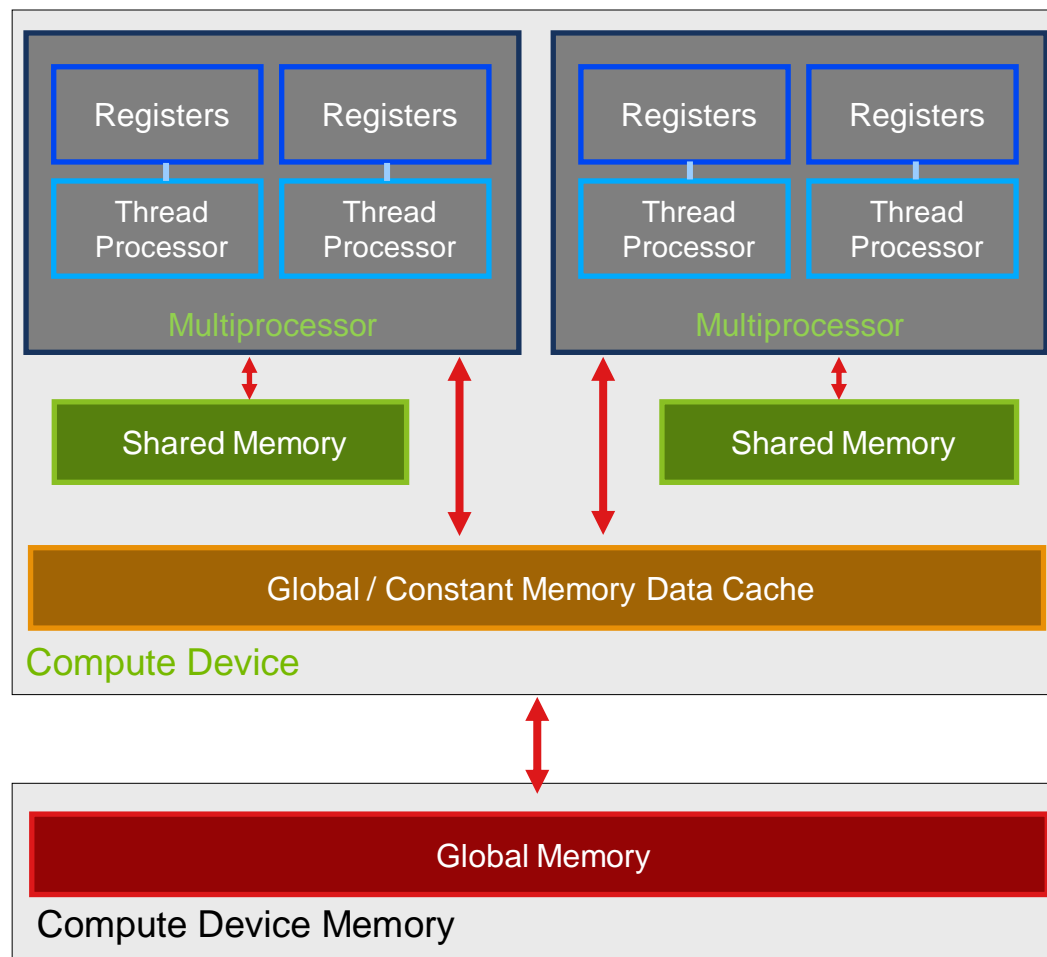 Registers
Registers
Registers
Registers
Thread
Processor
Thread
Processor
Thread
Processor
Thread
Processor
Multiprocessor
Multiprocessor
Shared Memory
Shared Memory
Global / Constant Memory Data Cache
Compute Device
Global Memory
Compute Device Memory